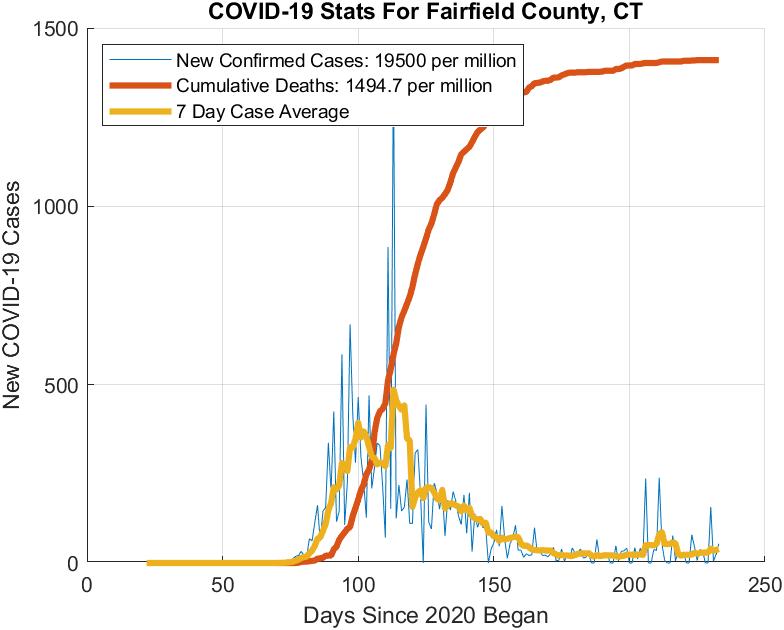 COVID-19 Stats For Fairfield County, CT
New Confirmed Cases: 19500 per million
Cumulative Deaths: 1494.7 per million
7 Day Case Average
New COVID-19 Cases
1500
1000
500
0
0 50 100 150 200 250
Days Since 2020 Began